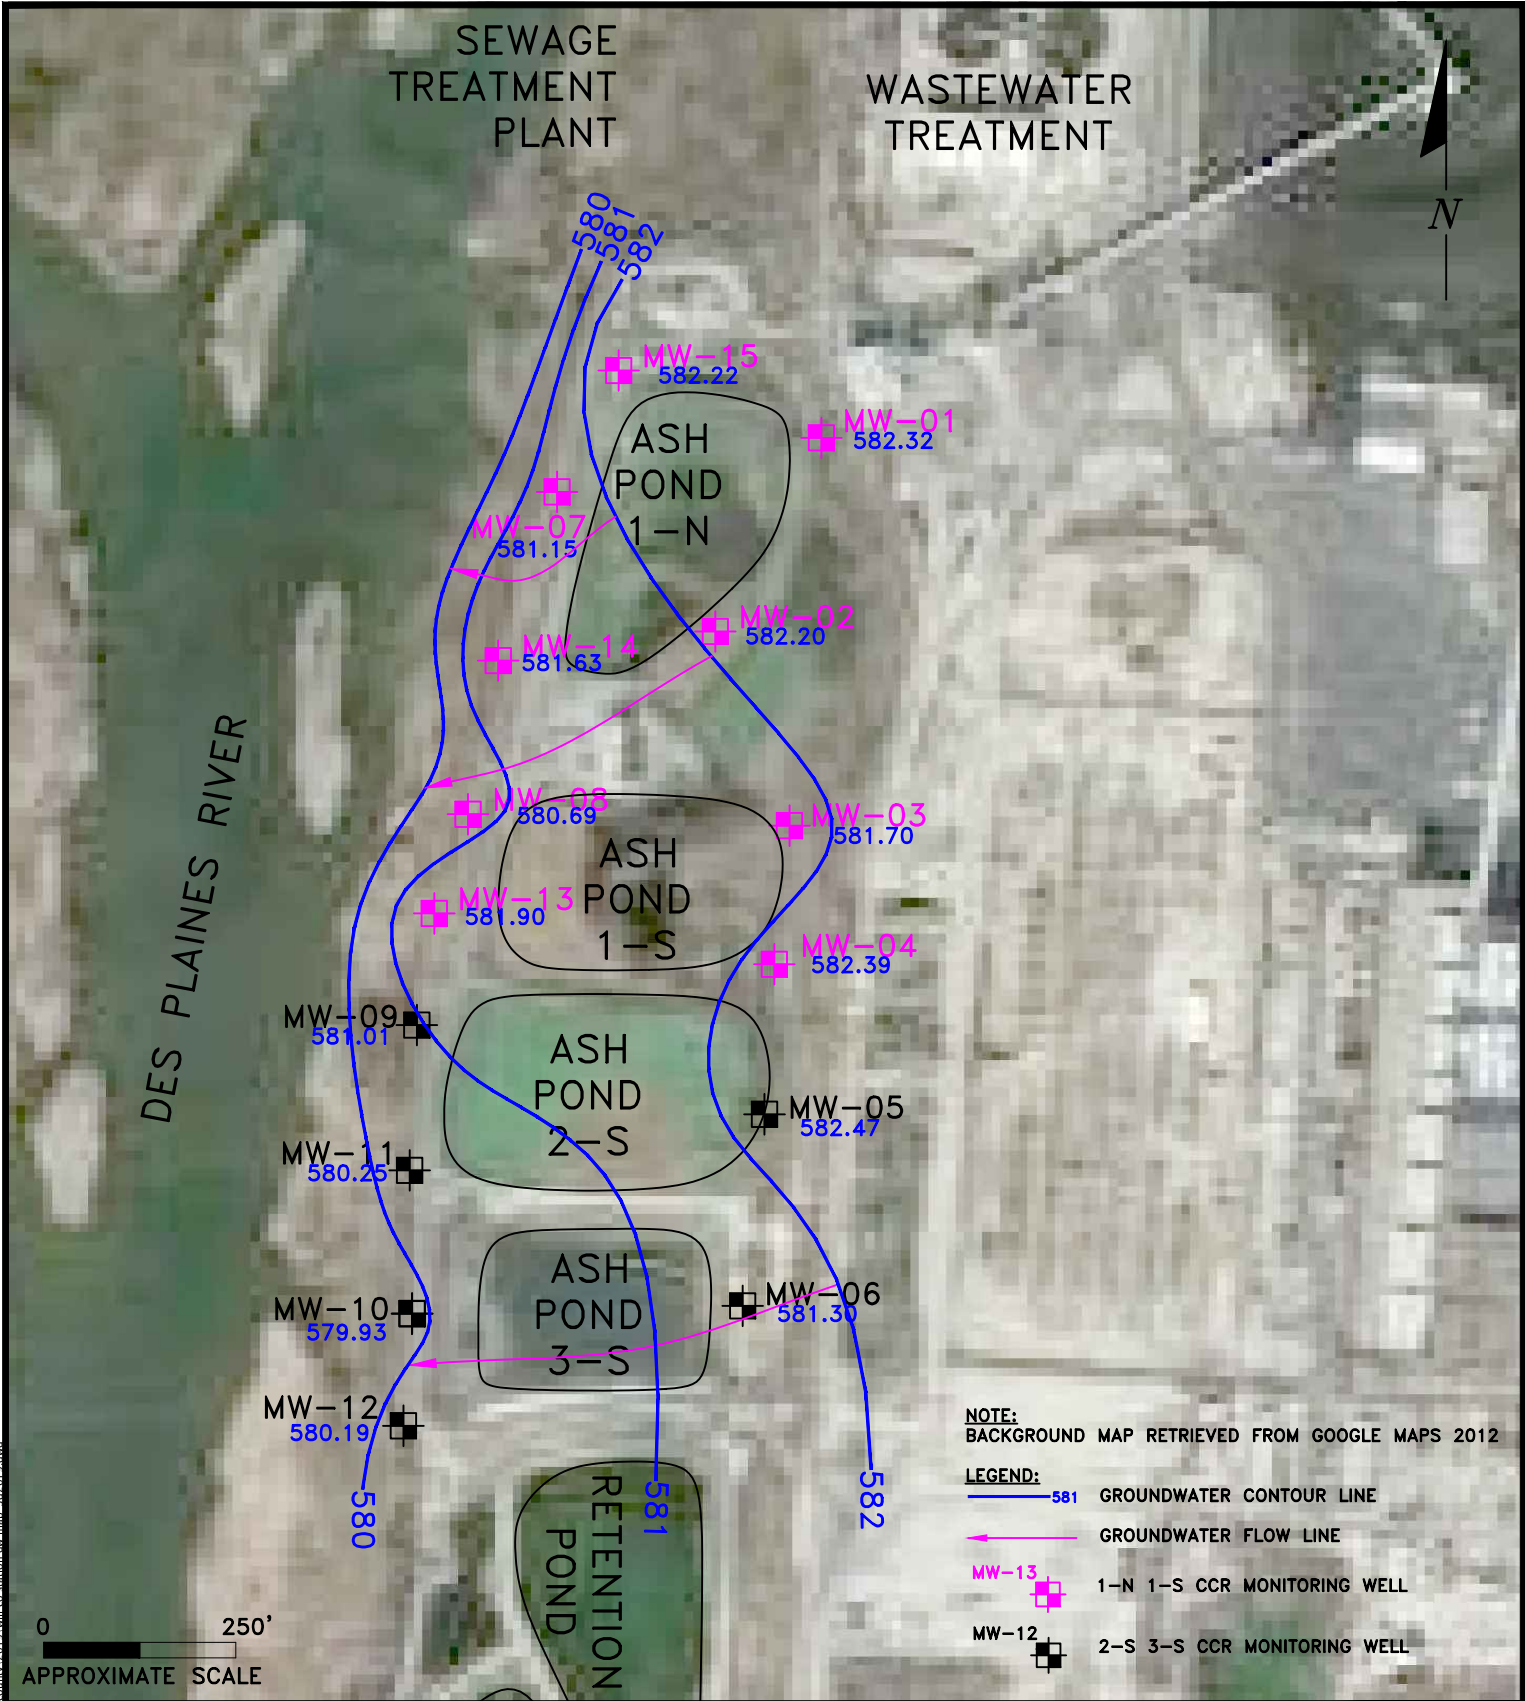 SEWAGE
TREATMENT
PLANT
WASTEWATER
TREATMENT
N
580
581
582
MW-15
582.22
MW-01
582.32
ASH
POND
1-N
MW-07
581.15
MW-02
582.20
MW-14
581.63
DES PLAINES RIVER
MW-08
580.69
MW-03
581.70
ASH
POND
1-S
MW-13
581.90
MW-04
582.39
MW-09
581.01
ASH
POND
2-S
MW-05
582.47
MW-11
580.25
ASH
POND
3-S
MW-06
581.30
MW-10
579.93
MW-12
580.19
580
581
582
RETENTION
POND
NOTE:
BACKGROUND MAP RETRIEVED FROM GOOGLE MAPS 2012
LEGEND:
581 GROUNDWATER CONTOUR LINE
GROUNDWATER FLOW LINE
MW-13 1-N 1-S CCR MONITORING WELL
MW-12 2-S 3-S CCR MONITORING WELL
0 250'
APPROXIMATE SCALE